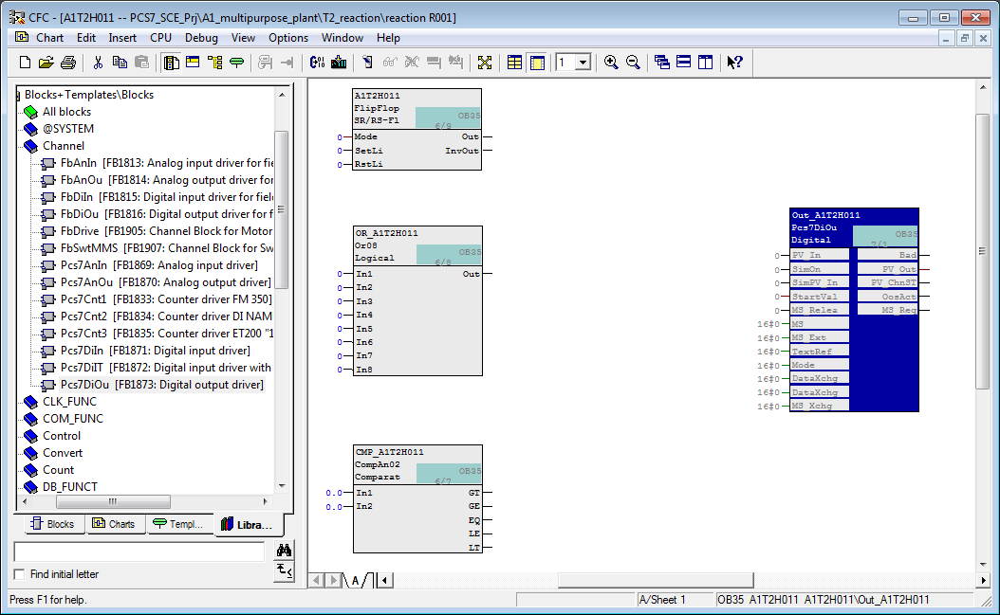 CFC - [A1T2H011 -- PCS7_SCE_Prj\A1_multipurpose_plant\T2_reaction\reaction R001]
Chart Edit Insert CPU Debug View Options Window Help
1
Blocks+Templates\Blocks
All blocks
@SYSTEM
Channel
FbAnIn [FB1813: Analog input driver for fie
FbAnOu [FB1814: Analog output driver for
FbDiIn [FB1815: Digital input driver for field
FbDiOu [FB1816: Digital output driver for f
FbDrive [FB1905: Channel Block for Motor
FbSwtMMS [FB1907: Channel Block for Sw
Pcs7AnIn [FB1869: Analog input driver]
Pcs7AnOu [FB1870: Analog output driver]
Pcs7Cnt1 [FB1833: Counter driver FM 350]
Pcs7Cnt2 [FB1834: Counter driver DI NAM
Pcs7Cnt3 [FB1835: Counter driver ET200 "1
Pcs7DiIn [FB1871: Digital input driver]
Pcs7DiIT [FB1872: Digital input driver with
Pcs7DiOu [FB1873: Digital output driver]
CLK_FUNC
COM_FUNC
Control
Convert
Count
DB_FUNCT
Blocks Charts Templ... Libra...
Find initial letter
A1T2H011
FlipFlop OB35
SR/RS-Fl 6/9
0 Mode Out
0 SetLi InvOut
0 RstLi
OR_A1T2H011
Or08 OB35
Logical 6/8
0 In1 Out
0 In2
0 In3
0 In4
0 In5
0 In6
0 In7
0 In8
CMP_A1T2H011
CompAn02 OB35
Comparat 6/7
0.0 In1 GT
0.0 In2 GE
EQ
LE
LT
Out_A1T2H011
Pcs7DiOu OB35
Digital 7/1
0 PV_In Bad
0 SimOn PV_Out
0 SimPV_In PV_ChnST
0 StartVal OosAct
0 MS_Relea MS_Req
16#0 MS
16#0 MS_Ext
16#0 TextRef
16#0 Mode
16#0 DataXchg
16#0 DataXchg
16#0 MS_Xchg
A
Press F1 for help. A/Sheet 1 OB35 A1T2H011 A1T2H011\Out_A1T2H011